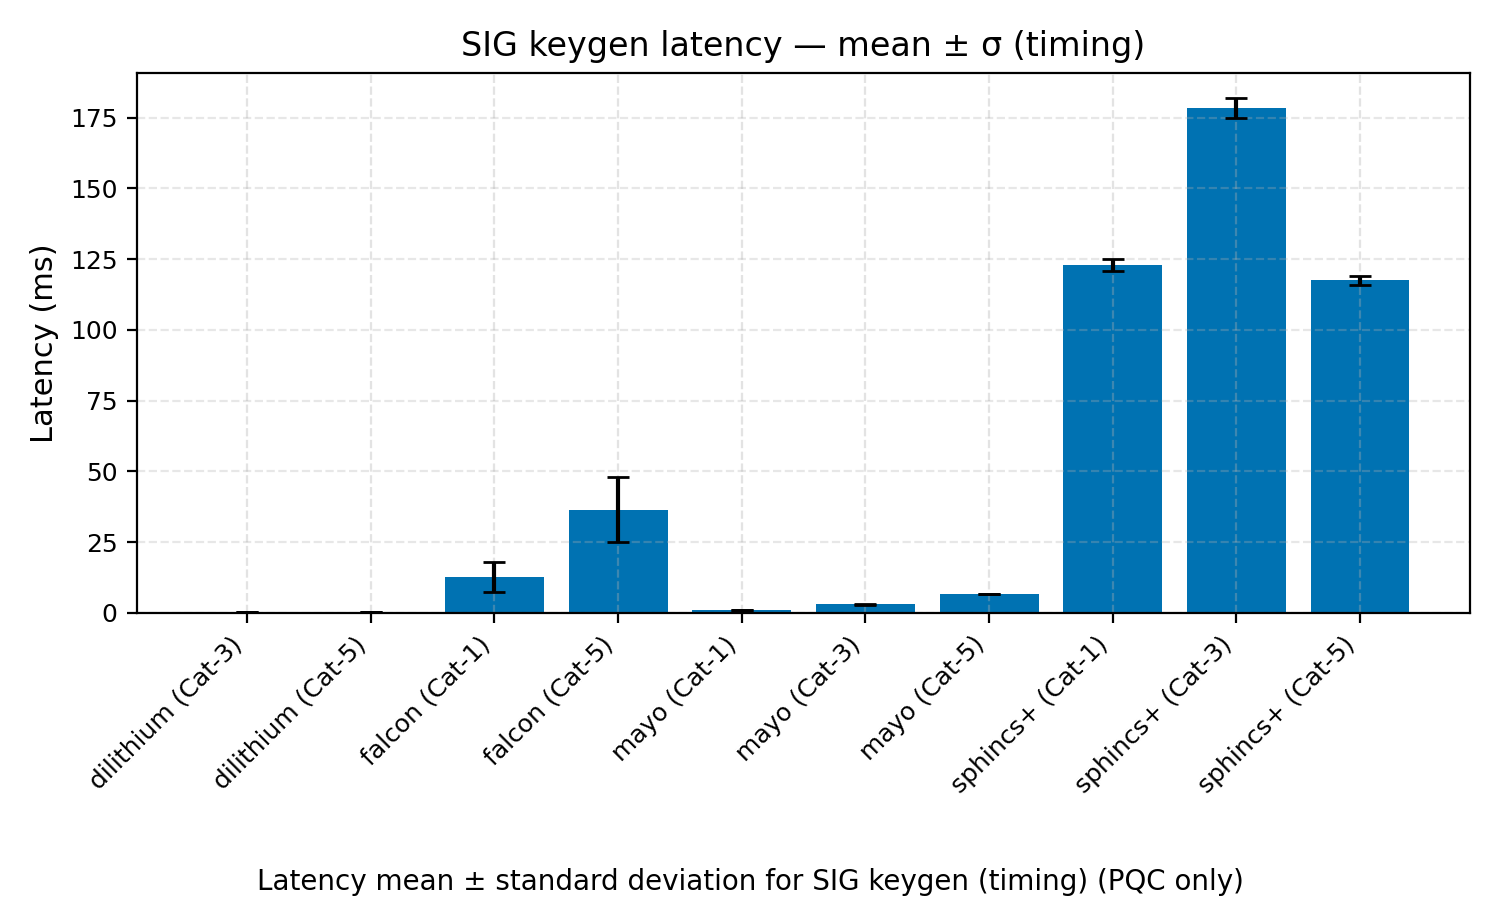 SIG keygen latency — mean ± σ (timing)
Latency (ms)
175
150
125
100
75
50
25
0
dilithium (Cat-3)
dilithium (Cat-5)
falcon (Cat-1)
falcon (Cat-5)
mayo (Cat-1)
mayo (Cat-3)
mayo (Cat-5)
sphincs+ (Cat-1)
sphincs+ (Cat-3)
sphincs+ (Cat-5)
Latency mean ± standard deviation for SIG keygen (timing) (PQC only)